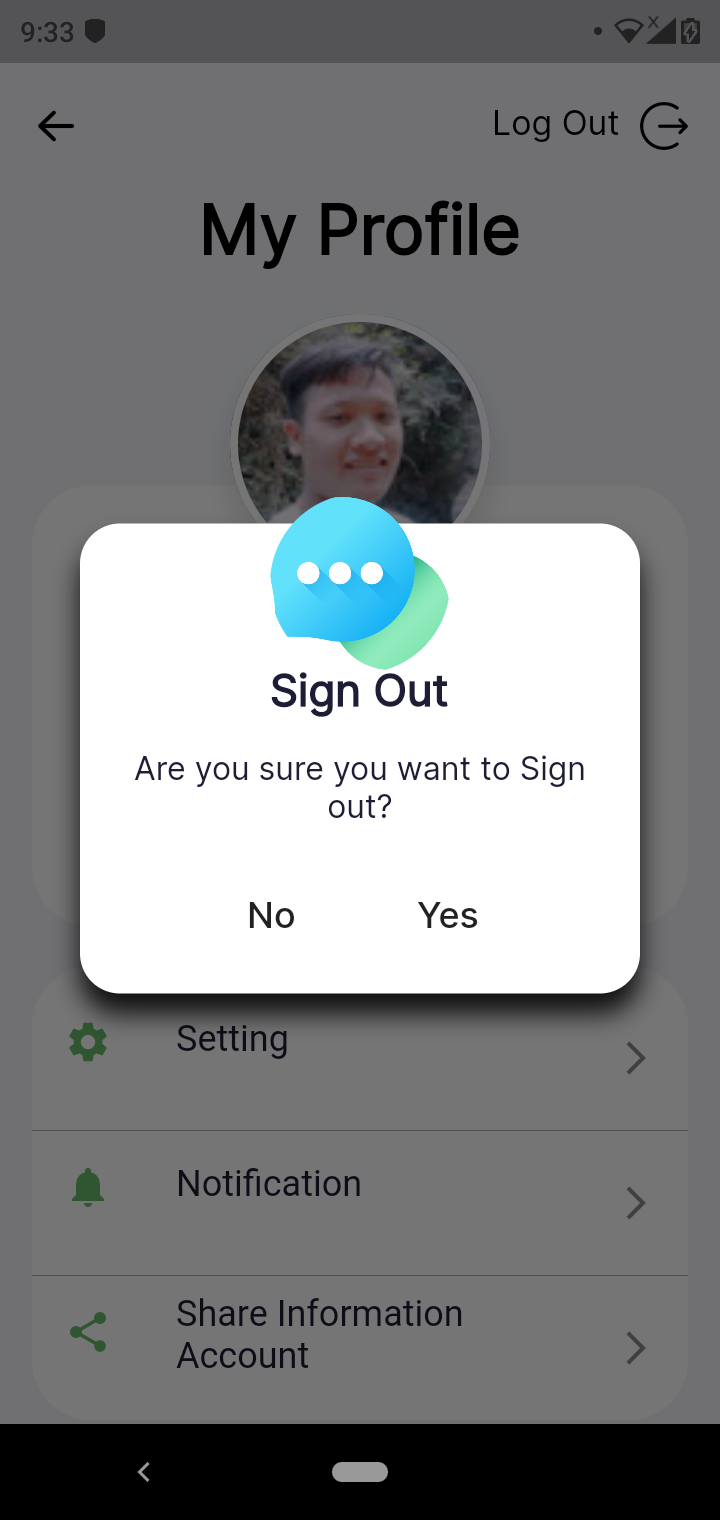 9:33
Log Out
My Profile
Sign Out
Are you sure you want to Sign
out?
No
Yes
Setting
Notification
Share Information
Account